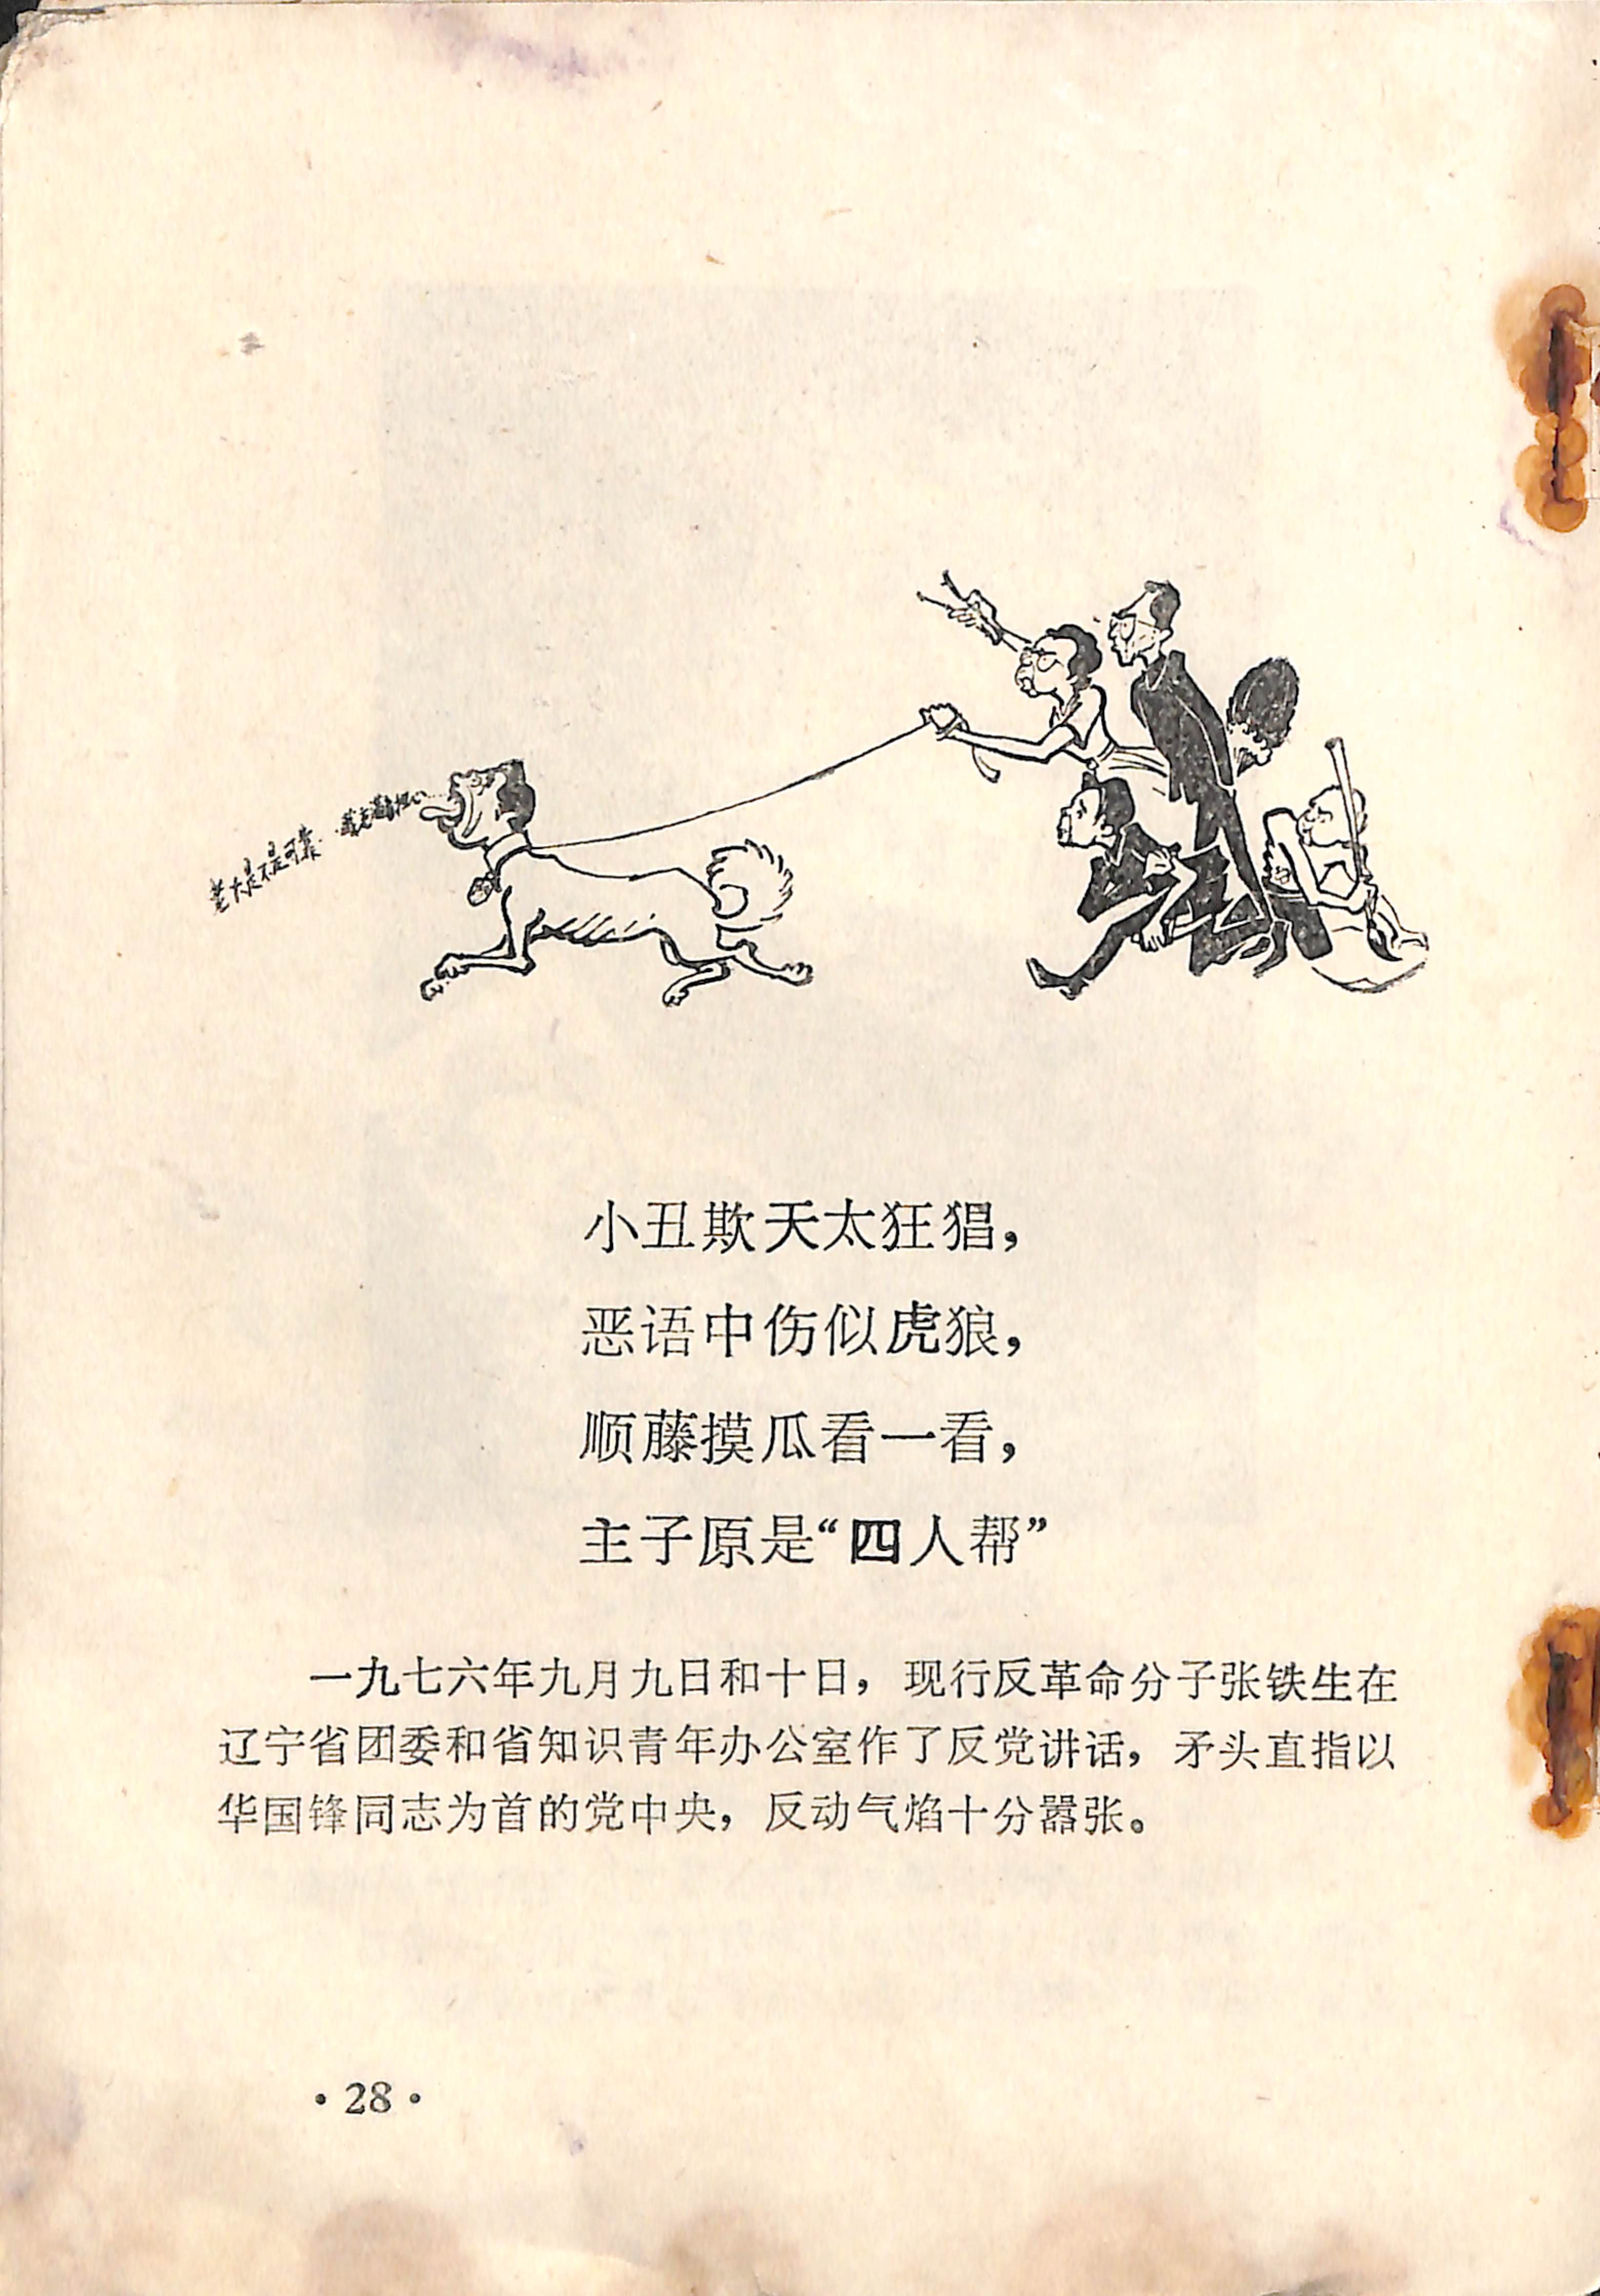 小丑欺天太狂猖，
恶语中伤似虎狼，
顺藤摸瓜看一看，
主子原是“四人帮”
一九七六年九月九日和十日，现行反革命分子张铁生在
辽宁省团委和省知识青年办公室作了反党讲话，矛头直指以
华国锋同志为首的党中央，反动气焰十分嚣张。
·28·